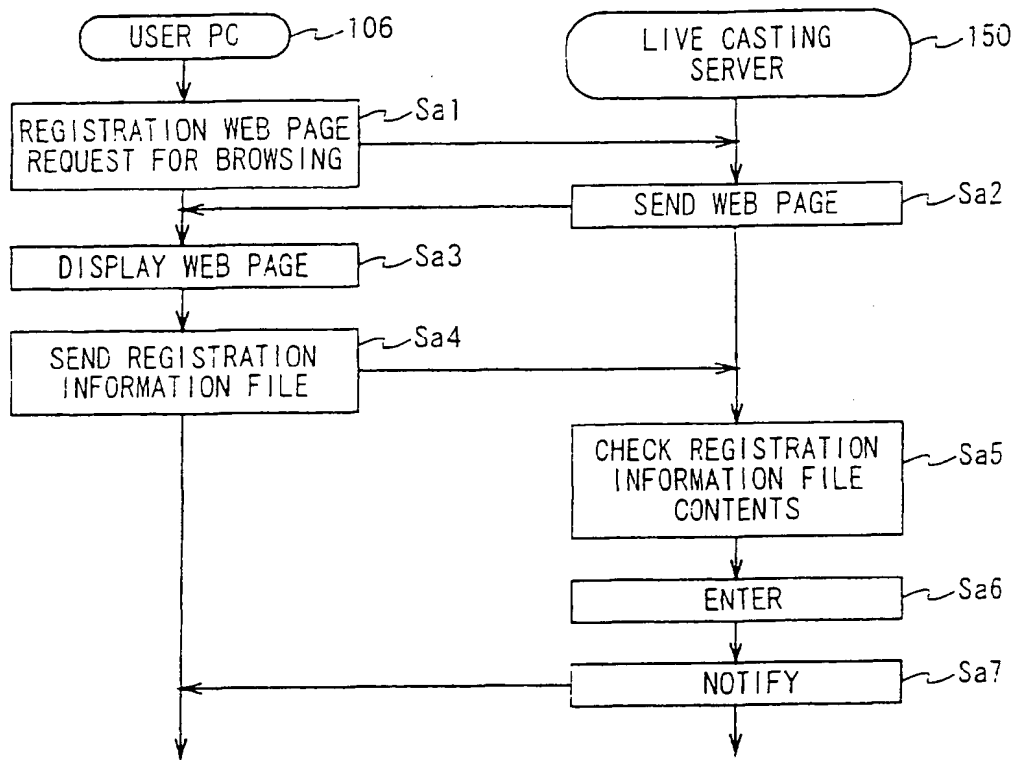 USER PC
106
LIVE CASTING
SERVER
150
REGISTRATION WEB PAGE
REQUEST FOR BROWSING
Sa1
SEND WEB PAGE
Sa2
DISPLAY WEB PAGE
Sa3
SEND REGISTRATION
INFORMATION FILE
Sa4
CHECK REGISTRATION
INFORMATION FILE
CONTENTS
Sa5
ENTER
Sa6
NOTIFY
Sa7